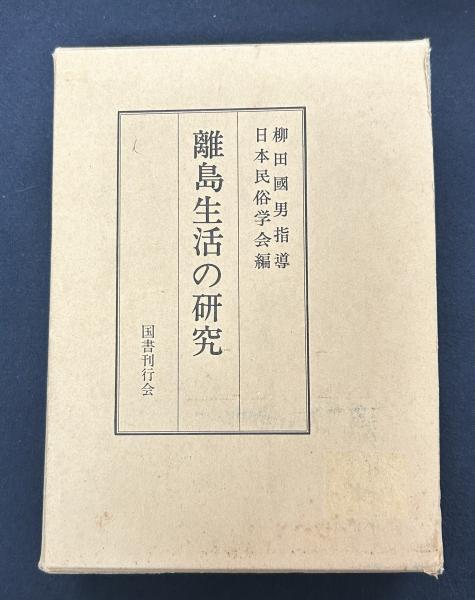 柳田國男指導
日本民俗学会編
離島生活の研究
国書刊行会